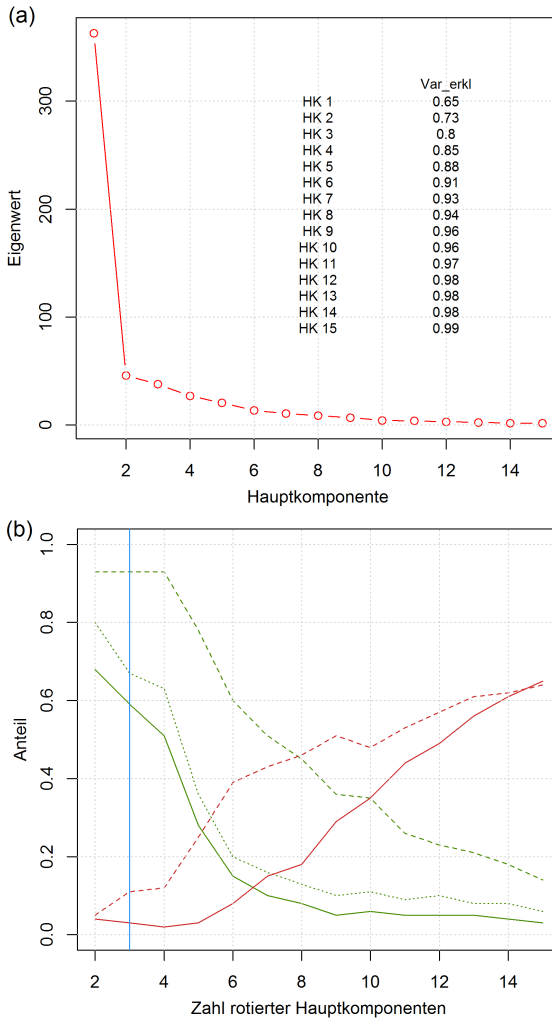 (a)
Eigenwert
300
200
100
0
Var_erkl
HK 1 0.65
HK 2 0.73
HK 3 0.8
HK 4 0.85
HK 5 0.88
HK 6 0.91
HK 7 0.93
HK 8 0.94
HK 9 0.96
HK 10 0.96
HK 11 0.97
HK 12 0.98
HK 13 0.98
HK 14 0.98
HK 15 0.99
2 4 6 8 10 12 14
Hauptkomponente
(b)
Anteil
1.0
0.8
0.6
0.4
0.2
0.0
2 4 6 8 10 12 14
Zahl rotierter Hauptkomponenten